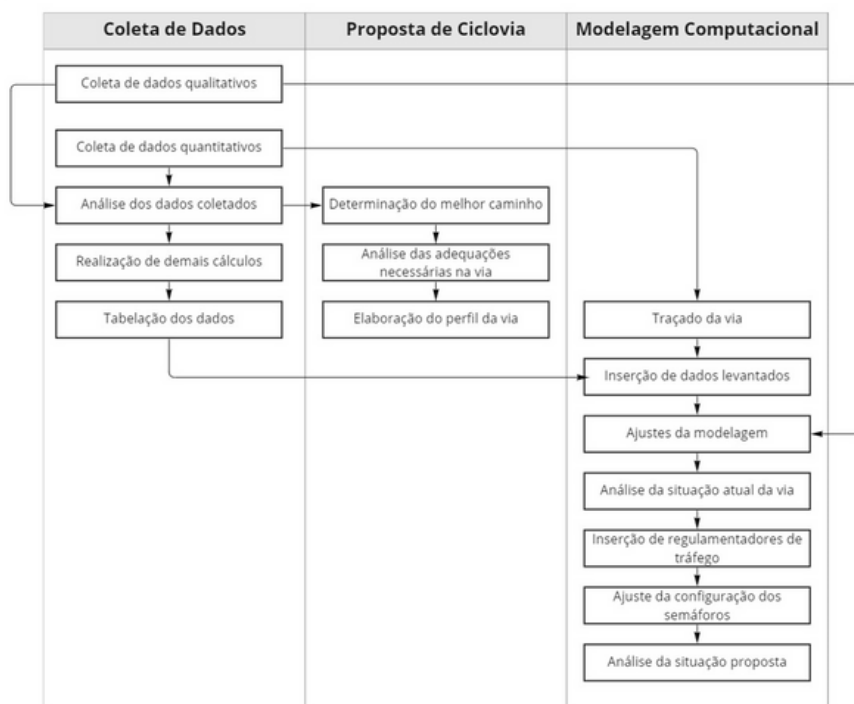 Coleta de Dados
Proposta de Ciclovia
Modelagem Computacional
Coleta de dados qualitativos
Coleta de dados quantitativos
Análise dos dados coletados
Realização de demais cálculos
Tabelação dos dados
Determinação do melhor caminho
Análise das adequações
necessárias na via
Elaboração do perfil da via
Traçado da via
Inserção de dados levantados
Ajustes da modelagem
Análise da situação atual da via
Inserção de regulamentadores de
tráfego
Ajuste da configuração dos
semáforos
Análise da situação proposta